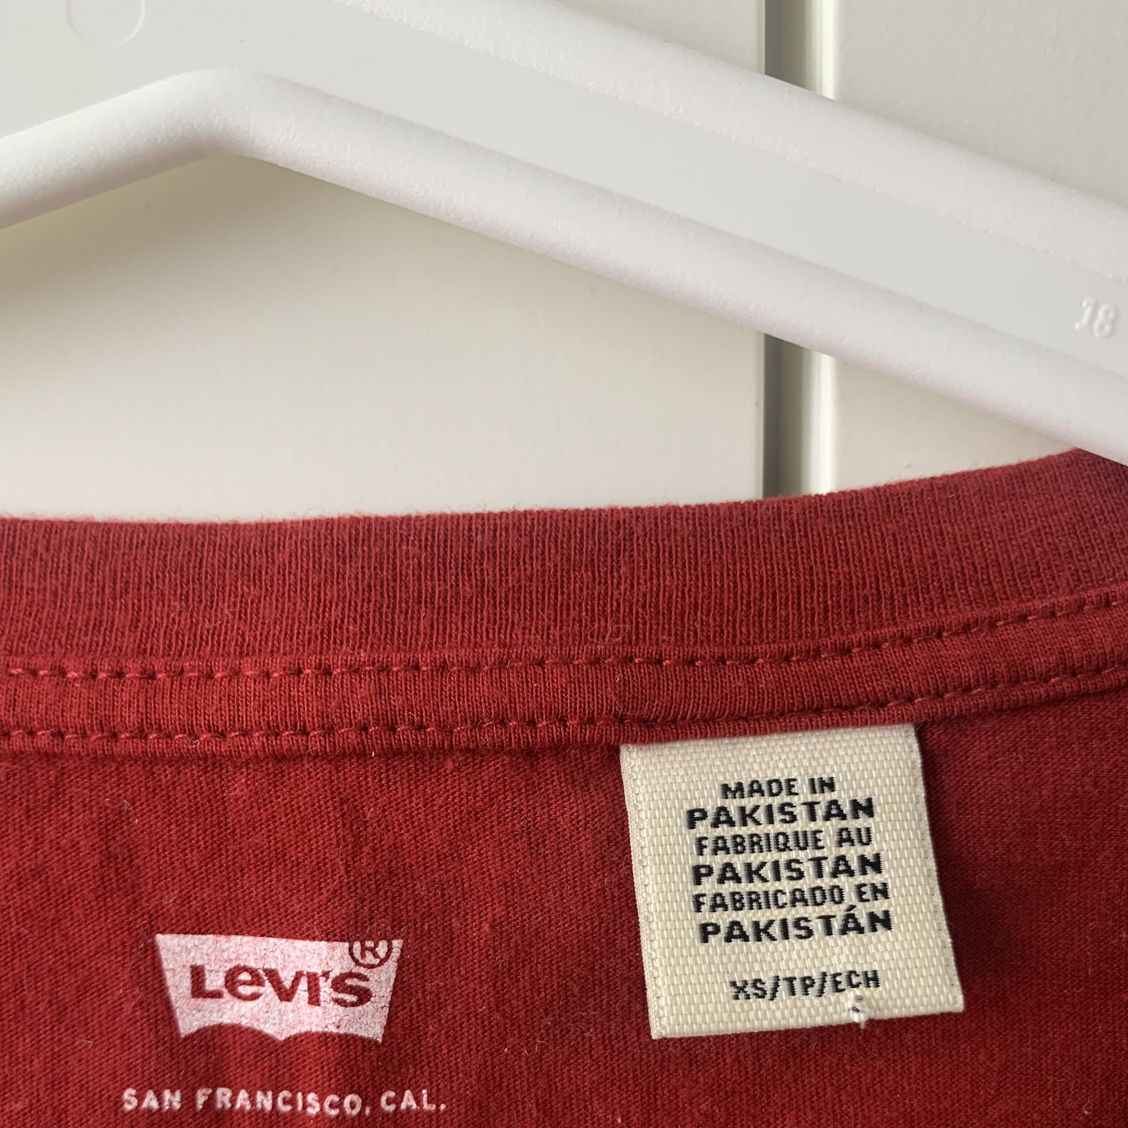 18
MADE IN
PAKISTAN
FABRIQUE AU
PAKISTAN
FABRICADO EN
PAKISTÁN
XS/TP/ECH
Levi's®
SAN FRANCISCO, CAL.